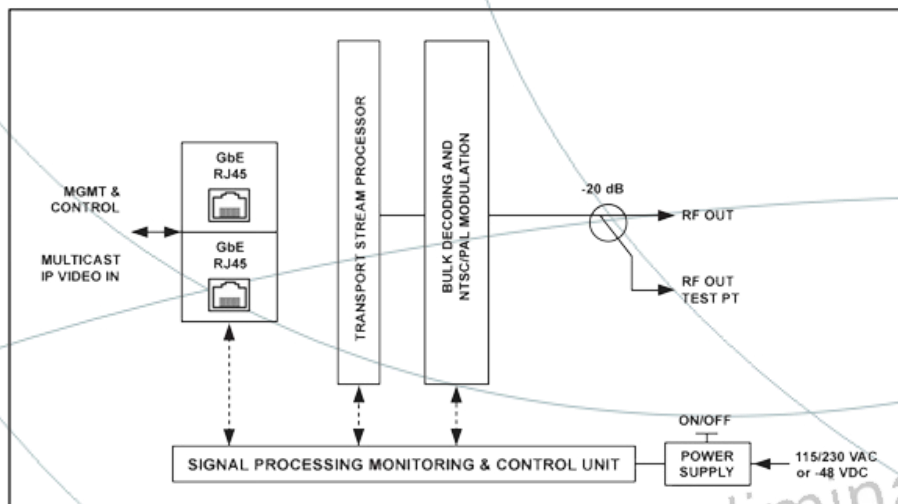 GbE
RJ45
MGMT &
CONTROL
GbE
RJ45
MULTICAST
IP VIDEO IN
TRANSPORT STREAM PROCESSOR
BULK DECODING AND
NTSC/PAL MODULATION
-20 dB
RF OUT
RF OUT
TEST PT
ON/OFF
SIGNAL PROCESSING MONITORING & CONTROL UNIT
POWER
SUPPLY
115/230 VAC
or -48 VDC